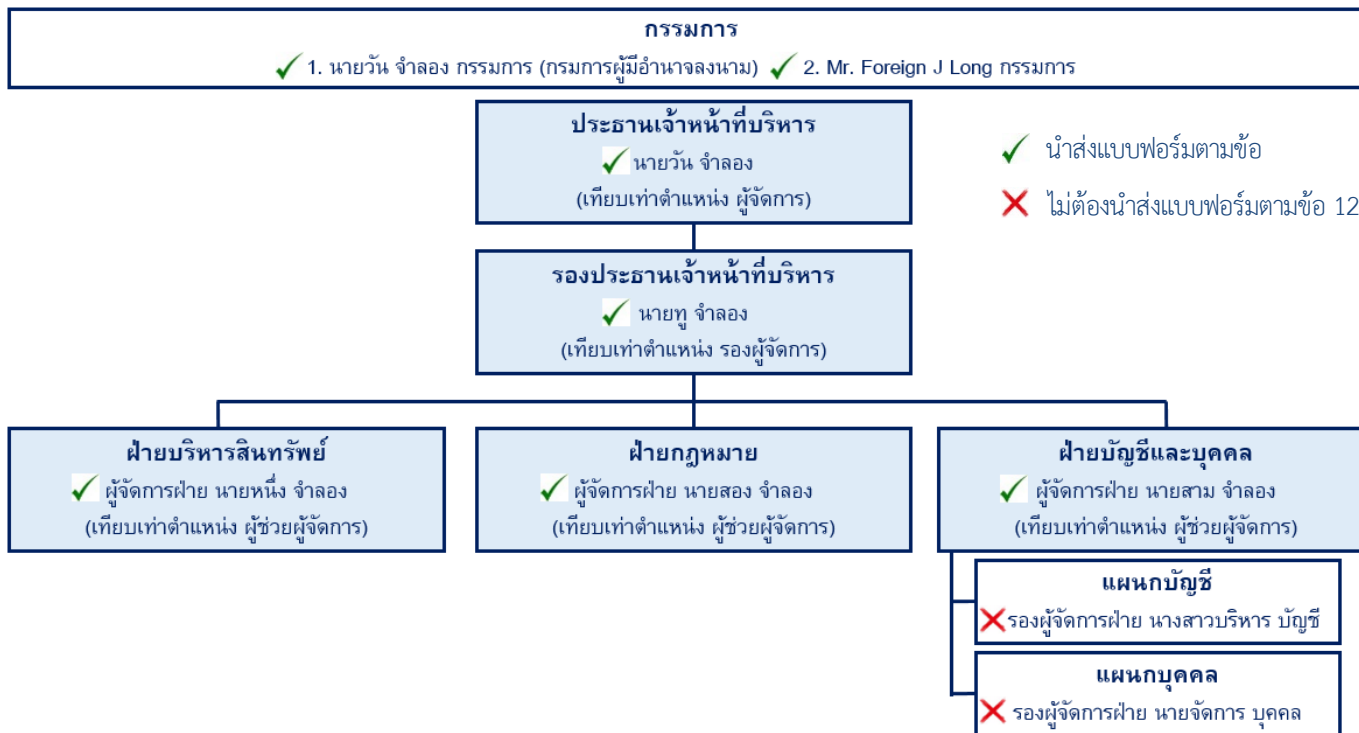 กรรมการ
1. นายวัน จำลอง กรรมการ (กรมการผู้มีอำนาจลงนาม) 2. Mr. Foreign J Long กรรมการ
ประธานเจ้าหน้าที่บริหาร
นายวัน จำลอง
(เทียบเท่าตำแหน่ง ผู้จัดการ)
นำส่งแบบฟอร์มตามข้อ
ไม่ต้องนำส่งแบบฟอร์มตามข้อ 12
รองประธานเจ้าหน้าที่บริหาร
นายทู จำลอง
(เทียบเท่าตำแหน่ง รองผู้จัดการ)
ฝ่ายบริหารสินทรัพย์
ผู้จัดการฝ่าย นายหนึ่ง จำลอง
(เทียบเท่าตำแหน่ง ผู้ช่วยผู้จัดการ)
ฝ่ายกฎหมาย
ผู้จัดการฝ่าย นายสอง จำลอง
(เทียบเท่าตำแหน่ง ผู้ช่วยผู้จัดการ)
ฝ่ายบัญชีและบุคคล
ผู้จัดการฝ่าย นายสาม จำลอง
(เทียบเท่าตำแหน่ง ผู้ช่วยผู้จัดการ)
แผนกบัญชี
รองผู้จัดการฝ่าย นางสาวบริหาร บัญชี
แผนกบุคคล
รองผู้จัดการฝ่าย นายจัดการ บุคคล